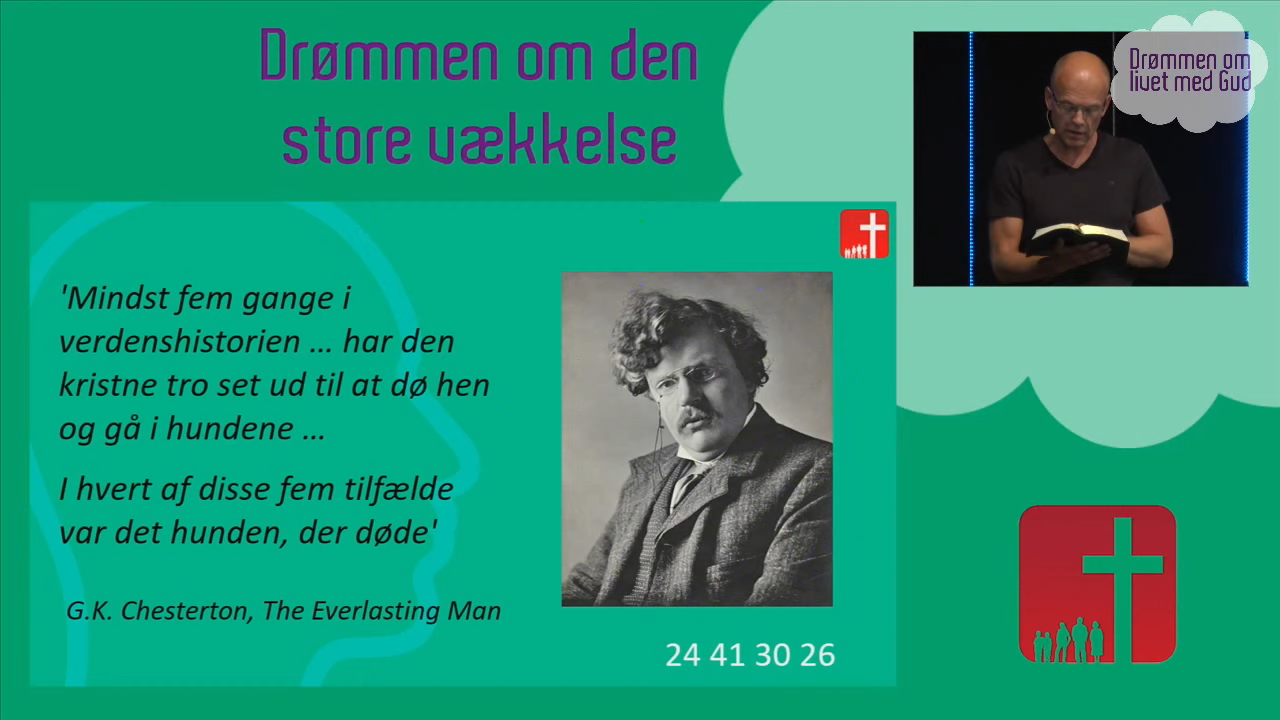 Drømmen om den
store vækkelse
Drømmen om
livet med Gud
'Mindst fem gange i
verdenshistorien ... har den
kristne tro set ud til at dø hen
og gå i hundene ...
I hvert af disse fem tilfælde
var det hunden, der døde'
G.K. Chesterton, The Everlasting Man
24 41 30 26